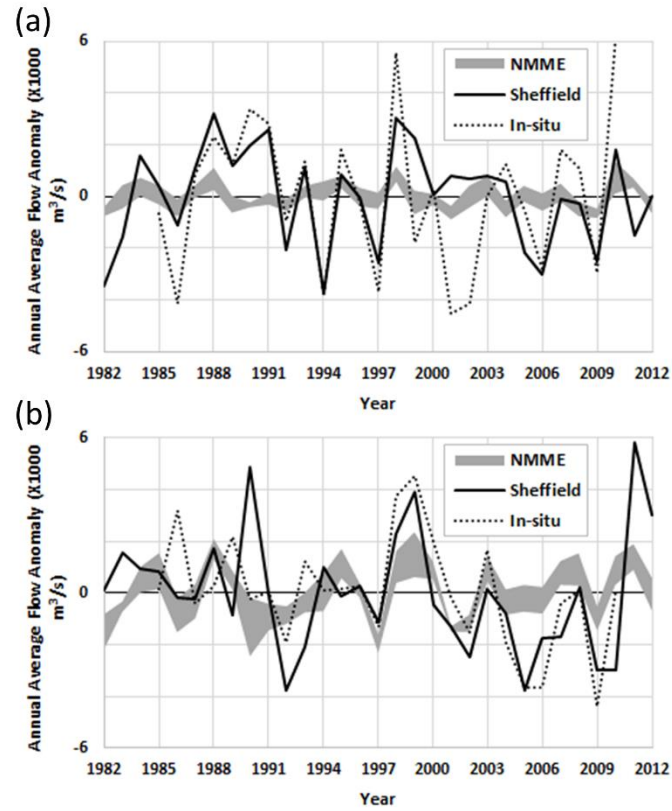 (a)
Annual Average Flow Anomaly (X1000
m³/s)
6
0
-6
NMME
Sheffield
In-situ
1982 1985 1988 1991 1994 1997 2000 2003 2006 2009 2012
Year
(b)
Annual Average Flow Anomaly (X1000
m³/s)
6
0
-6
NMME
Sheffield
In-situ
1982 1985 1988 1991 1994 1997 2000 2003 2006 2009 2012
Year